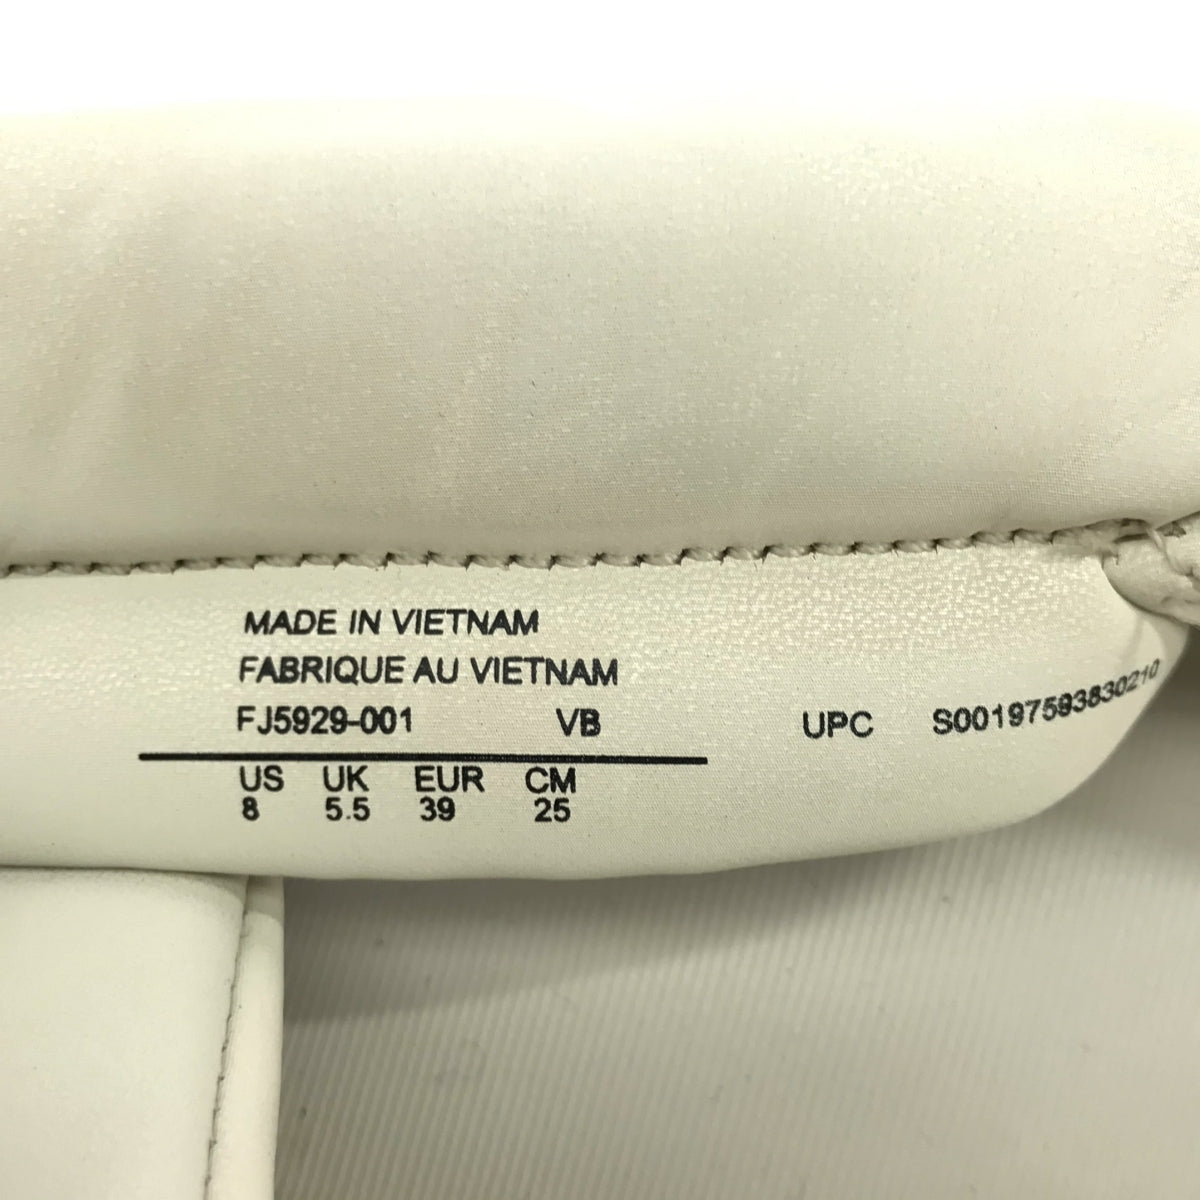 MADE IN VIETNAM
FABRIQUE AU VIETNAM
FJ5929-001 VB UPC S00197593830210
US UK EUR CM
8 5.5 39 25